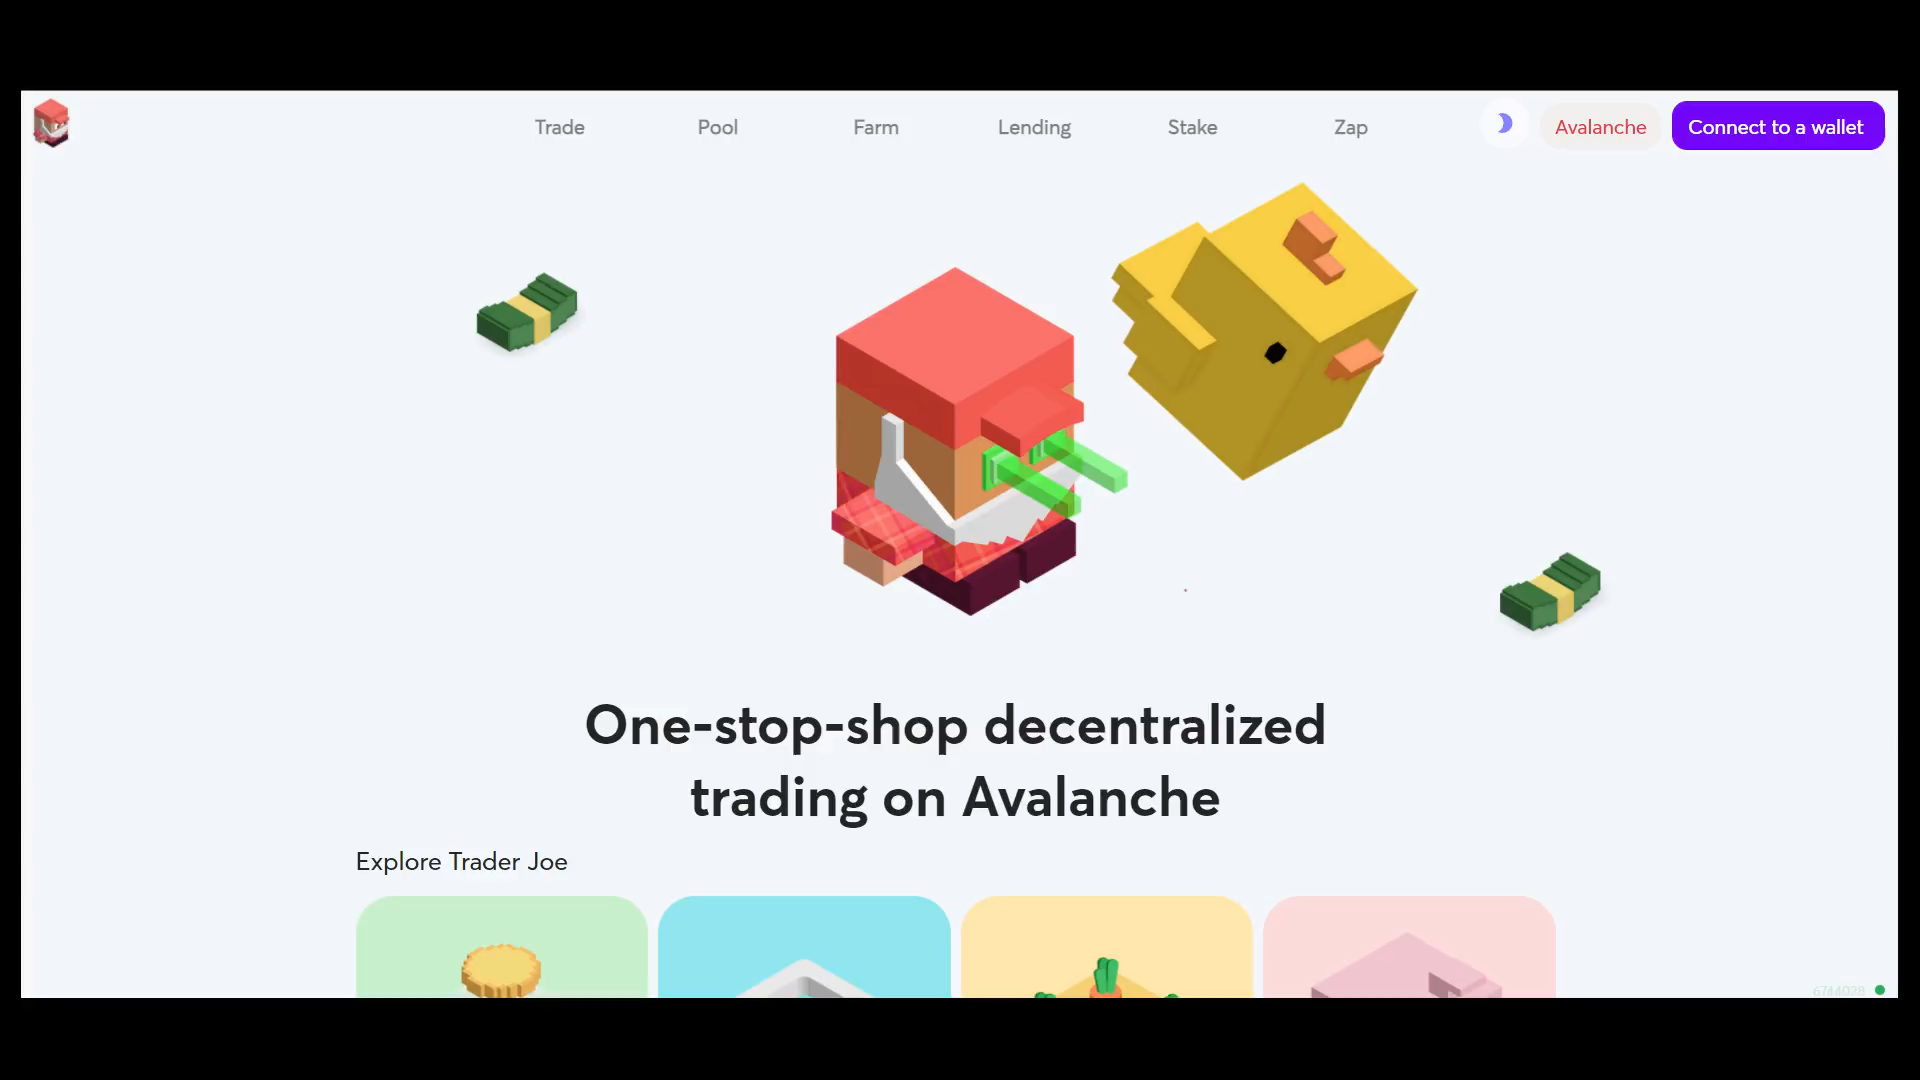 Trade
Pool
Farm
Lending
Stake
Zap
Avalanche
Connect to a wallet
One-stop-shop decentralized
trading on Avalanche
Explore Trader Joe
6744028